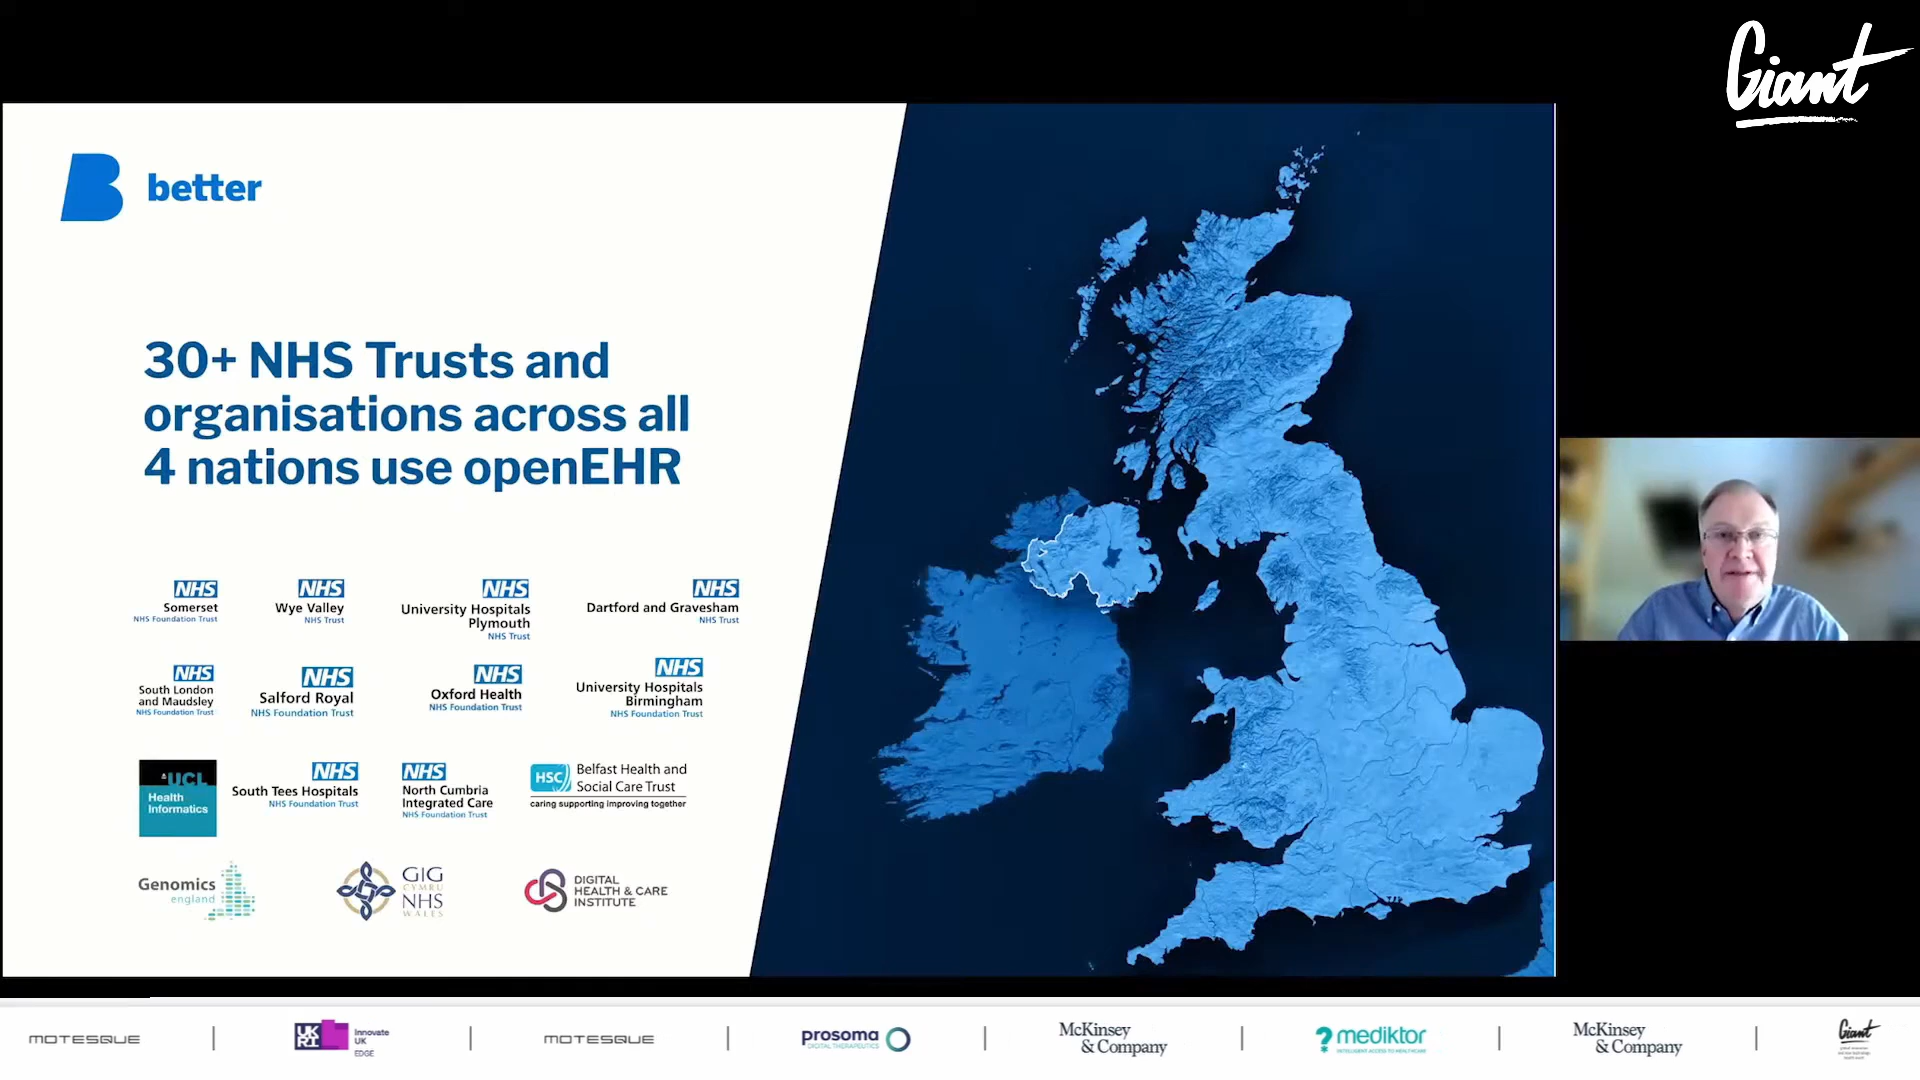 Giant
better
30+ NHS Trusts and
organisations across all
4 nations use openEHR
NHS
Somerset
NHS Foundation Trust
NHS
Wye Valley
NHS Trust
NHS
University Hospitals
Plymouth
NHS Trust
NHS
Dartford and Gravesham
NHS Trust
NHS
South London
and Maudsley
NHS Foundation Trust
NHS
Salford Royal
NHS Foundation Trust
NHS
Oxford Health
NHS Foundation Trust
NHS
University Hospitals
Birmingham
NHS Foundation Trust
UCL
Health
Informatics
NHS
South Tees Hospitals
NHS Foundation Trust
NHS
North Cumbria
Integrated Care
NHS Foundation Trust
HSC
Belfast Health and
Social Care Trust
caring supporting improving together
Genomics
england
GIG
CYMRU
NHS
WALES
DIGITAL
HEALTH & CARE
INSTITUTE
MOTESQUE
UK
RI
Innovate
UK
EDGE
MOTESQUE
prosoma
DIGITAL THERAPEUTICS
McKinsey
& Company
mediktor
INTELLIGENT ACCESS TO HEALTHCARE
McKinsey
& Company
Giant